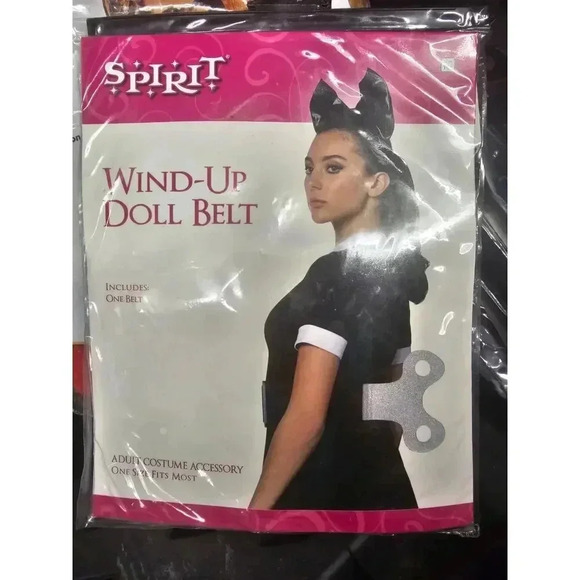 SPIRIT
WIND-UP
DOLL BELT
INCLUDES:
ONE BELT
ADULT COSTUME ACCESSORY
ONE SIZE FITS MOST